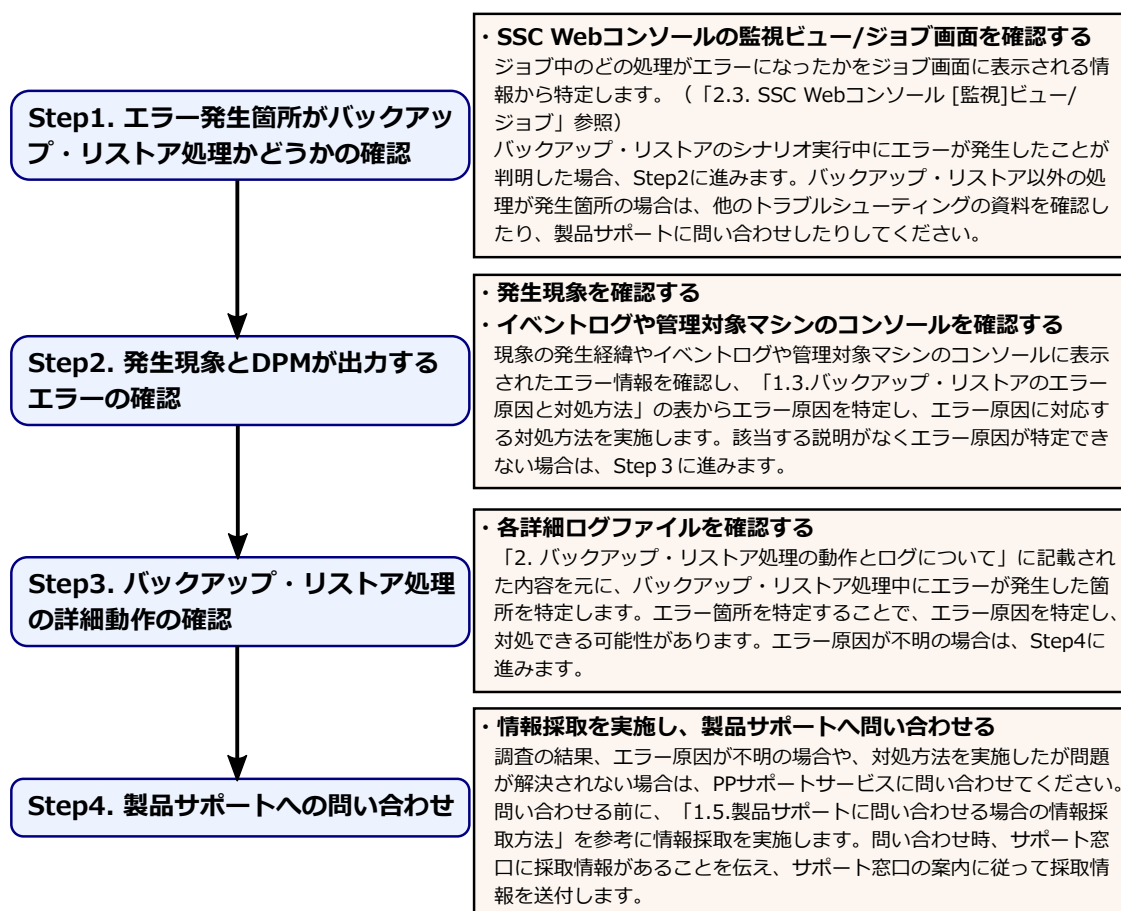 Step1. エラー発生箇所がバックアッ
プ・リストア処理かどうかの確認
・SSC Webコンソールの監視ビュー/ジョブ画面を確認する
ジョブ中のどの処理がエラーになったかをジョブ画面に表示される情
報から特定します。（「2.3. SSC Webコンソール [監視]ビュー/
ジョブ」参照）
バックアップ・リストアのシナリオ実行中にエラーが発生したことが
判明した場合、Step2に進みます。バックアップ・リストア以外の処
理が発生箇所の場合は、他のトラブルシューティングの資料を確認し
たり、製品サポートに問い合わせしたりしてください。
Step2. 発生現象とDPMが出力する
エラーの確認
・発生現象を確認する
・イベントログや管理対象マシンのコンソールを確認する
現象の発生経緯やイベントログや管理対象マシンのコンソールに表示
されたエラー情報を確認し、「1.3.バックアップ・リストアのエラー
原因と対処方法」の表からエラー原因を特定し、エラー原因に対応す
る対処方法を実施します。該当する説明がなくエラー原因が特定でき
ない場合は、Step３に進みます。
Step3. バックアップ・リストア処理
の詳細動作の確認
・各詳細ログファイルを確認する
「2. バックアップ・リストア処理の動作とログについて」に記載され
た内容を元に、バックアップ・リストア処理中にエラーが発生した箇
所を特定します。エラー箇所を特定することで、エラー原因を特定し、
対処できる可能性があります。エラー原因が不明の場合は、Step4に
進みます。
Step4. 製品サポートへの問い合わせ
・情報採取を実施し、製品サポートへ問い合わせる
調査の結果、エラー原因が不明の場合や、対処方法を実施したが問題
が解決されない場合は、PPサポートサービスに問い合わせてください。
問い合わせる前に、「1.5.製品サポートに問い合わせる場合の情報採
取方法」を参考に情報採取を実施します。問い合わせ時、サポート窓
口に採取情報があることを伝え、サポート窓口の案内に従って採取情
報を送付します。